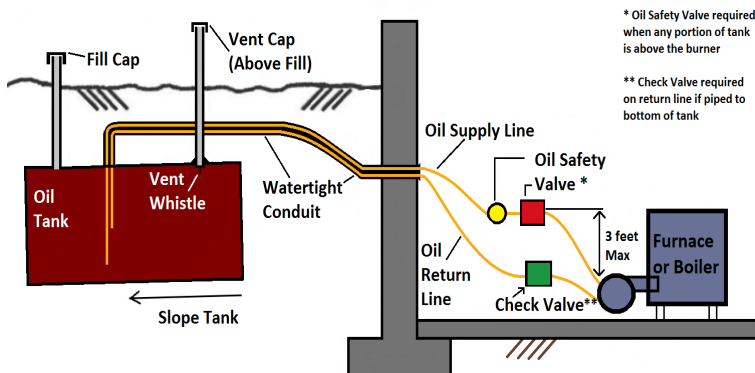 * Oil Safety Valve required
when any portion of tank
is above the burner
** Check Valve required
on return line if piped to
bottom of tank
Fill Cap
Vent Cap
(Above Fill)
Oil Supply Line
Oil Safety
Valve *
Oil
Tank
Vent
Whistle
Watertight
Conduit
3 feet
Max
Furnace
or Boiler
Oil
Return
Line
Check Valve**
Slope Tank